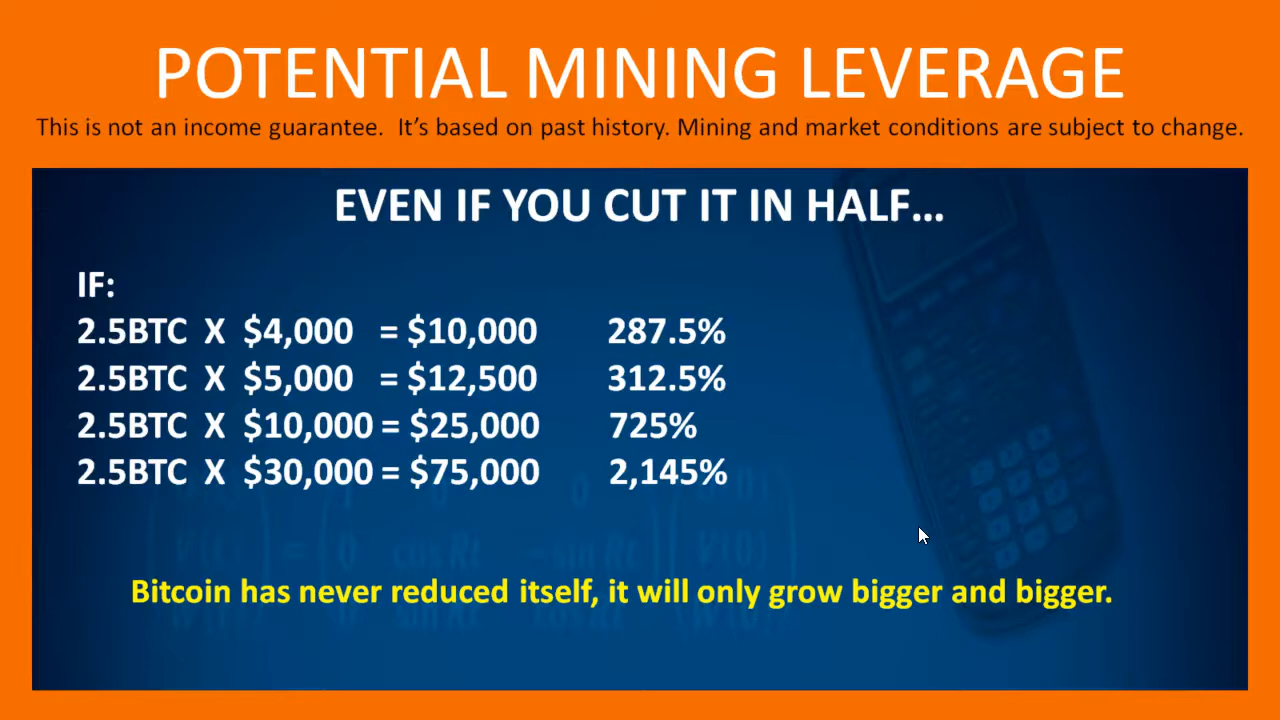 POTENTIAL MINING LEVERAGE
This is not an income guarantee.  It's based on past history. Mining and market conditions are subject to change.
EVEN IF YOU CUT IT IN HALF...
IF:
2.5BTC X $4,000 = $10,000 287.5%
2.5BTC X $5,000 = $12,500 312.5%
2.5BTC X $10,000 = $25,000 725%
2.5BTC X $30,000 = $75,000 2,145%
Bitcoin has never reduced itself, it will only grow bigger and bigger.